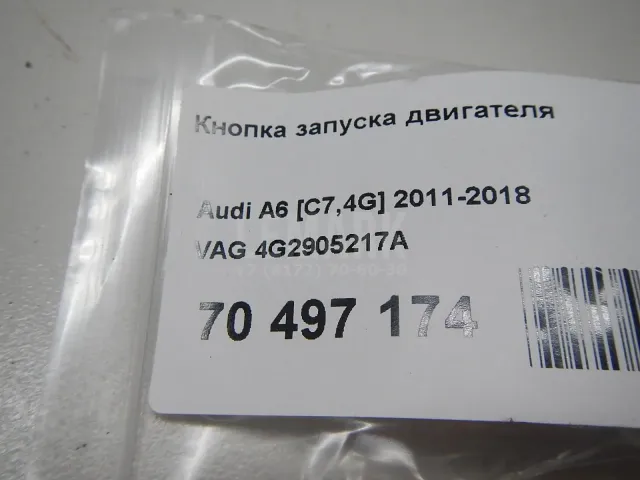 Кнопка запуска двигателя
Audi A6 [C7,4G] 2011-2018
VAG 4G2905217A
70 497 174